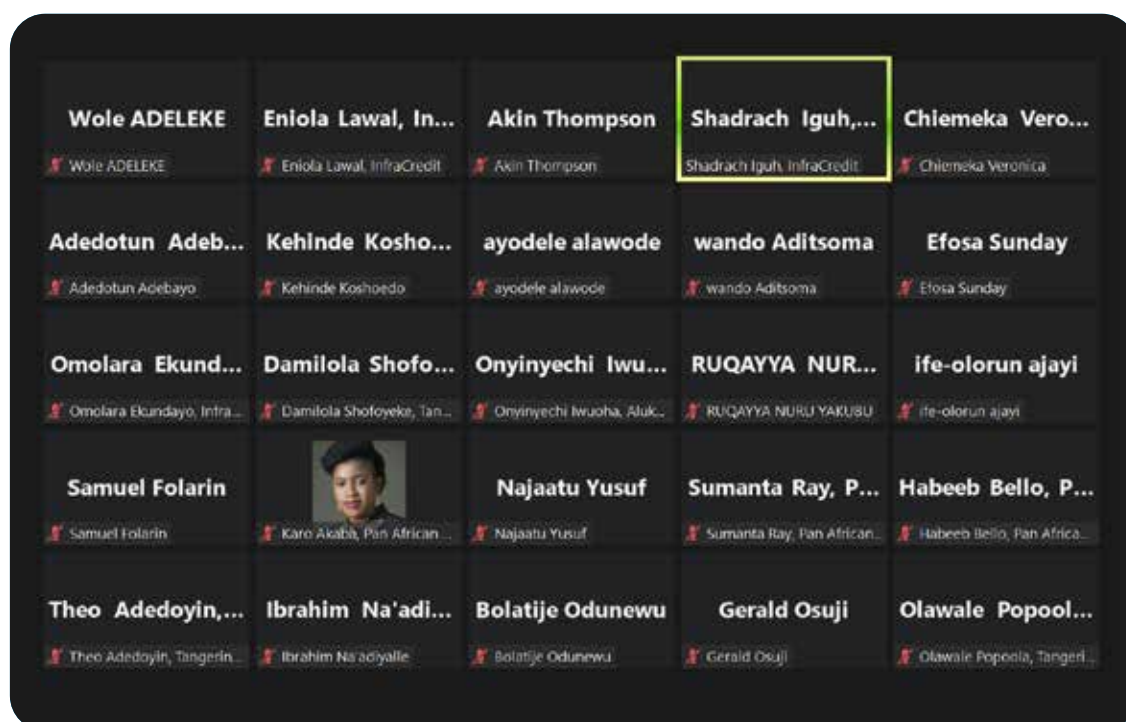 Wole ADELEKE
Wole ADELEKE
Eniola Lawal, In...
Eniola Lawal, InfraCredit
Akin Thompson
Akin Thompson
Shadrach Iguh,...
Shadrach Iguh, InfraCredit
Chiemeka Vero...
Chiemeka Veronica
Adedotun Adeb...
Adedotun Adebayo
Kehinde Kosho...
Kehinde Koshoedo
ayodele alawode
ayodele alawode
wando Aditsoma
wando Aditsoma
Efosa Sunday
Efosa Sunday
Omolara Ekund...
Omolara Ekundayo, Infra...
Damilola Shofo...
Damilola Shofoyeke, Tan...
Onyinyechi Iwu...
Onyinyechi Iwuoha, Aluk...
RUQAYYA NUR...
RUQAYYA NURU YAKUBU
ife-olorun ajayi
ife-olorun ajayi
Samuel Folarin
Samuel Folarin
Karo Akaba, Pan African...
Najaatu Yusuf
Najaatu Yusuf
Sumanta Ray, P...
Sumanta Ray, Pan African...
Habeeb Bello, P...
Habeeb Bello, Pan Africa...
Theo Adedoyin,...
Theo Adedoyin, Tangerin...
Ibrahim Na'adi...
Ibrahim Na'adiyalle
Bolatije Odunewu
Bolatije Odunewu
Gerald Osuji
Gerald Osuji
Olawale Popool...
Olawale Popoola, Tangeri...